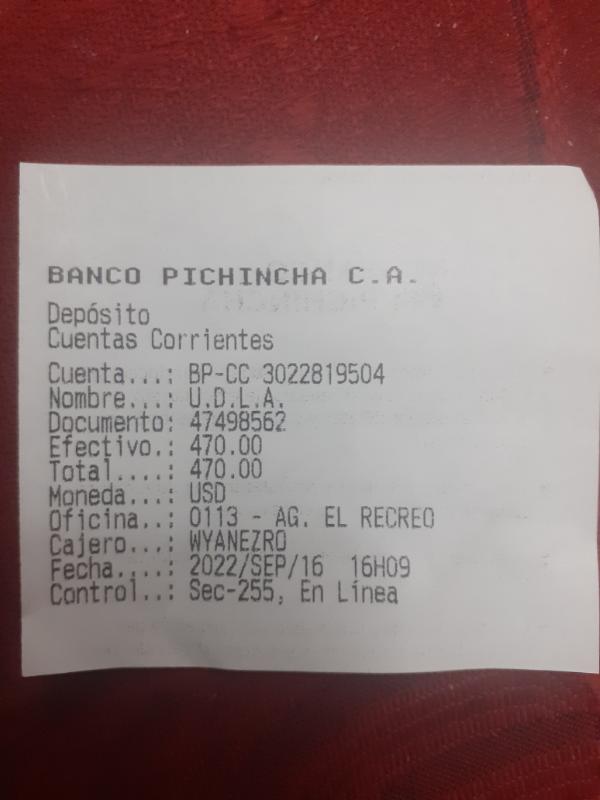 BANCO PICHINCHA C.A.
Depósito
Cuentas Corrientes
Cuenta...: BP-CC 3022819504
Nombre...: U.D.L.A.
Documento: 47498562
Efectivo.: 470.00
Total....: 470.00
Moneda...: USD
Oficina..: 0113 - AG. EL RECREO
Cajero...: WYANEZRO
Fecha....: 2022/SEP/16 16H09
Control..: Sec-255, En Línea